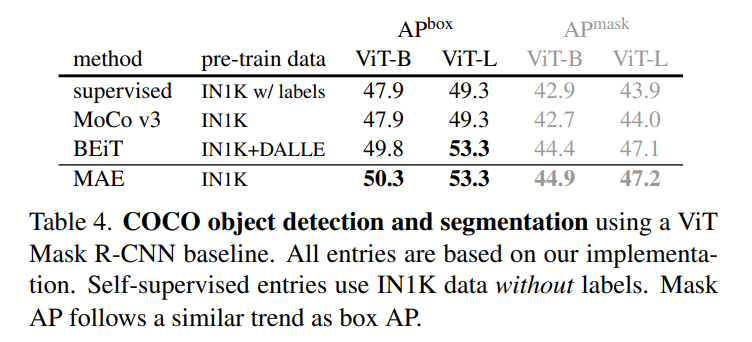 APbox APmask
method pre-train data ViT-B ViT-L ViT-B ViT-L
supervised IN1K w/ labels 47.9 49.3 42.9 43.9
MoCo v3 IN1K 47.9 49.3 42.7 44.0
BEiT IN1K+DALLE 49.8 53.3 44.4 47.1
MAE IN1K 50.3 53.3 44.9 47.2
Table 4. COCO object detection and segmentation using a ViT
Mask R-CNN baseline. All entries are based on our implementa-
tion. Self-supervised entries use IN1K data without labels. Mask
AP follows a similar trend as box AP.